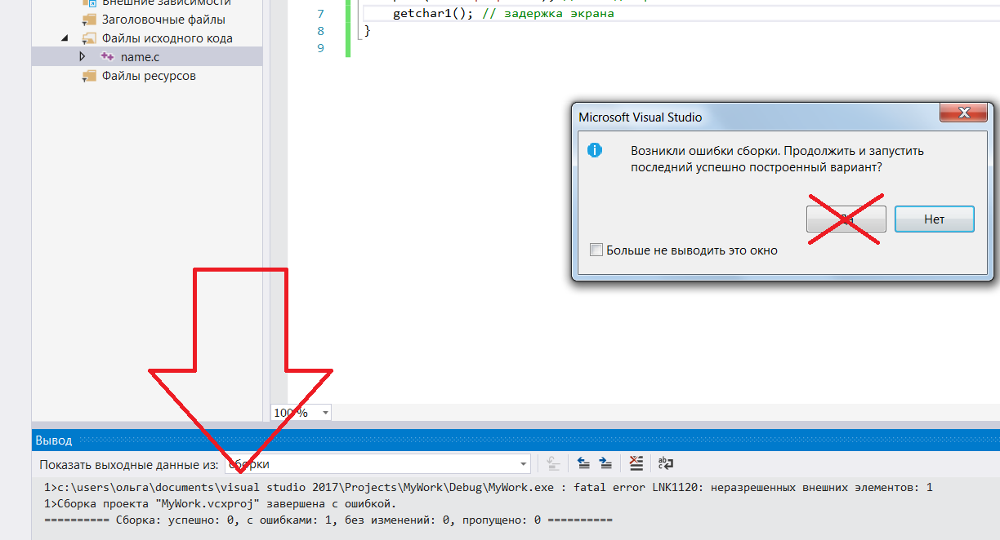 Внешние зависимости
Заголовочные файлы
Файлы исходного кода
name.c
Файлы ресурсов
7 getchar1(); // задержка экрана
8 }
9
Microsoft Visual Studio
Возникли ошибки сборки. Продолжить и запустить
последний успешно построенный вариант?
Нет
Больше не выводить это окно
100 %
Вывод
Показать выходные данные из: сборки
1>c:\users\ольга\documents\visual studio 2017\Projects\MyWork\Debug\MyWork.exe : fatal error LNK1120: неразрешенных внешних элементов: 1
1>Сборка проекта "MyWork.vcxproj" завершена с ошибкой.
========== Сборка: успешно: 0, с ошибками: 1, без изменений: 0, пропущено: 0 ==========